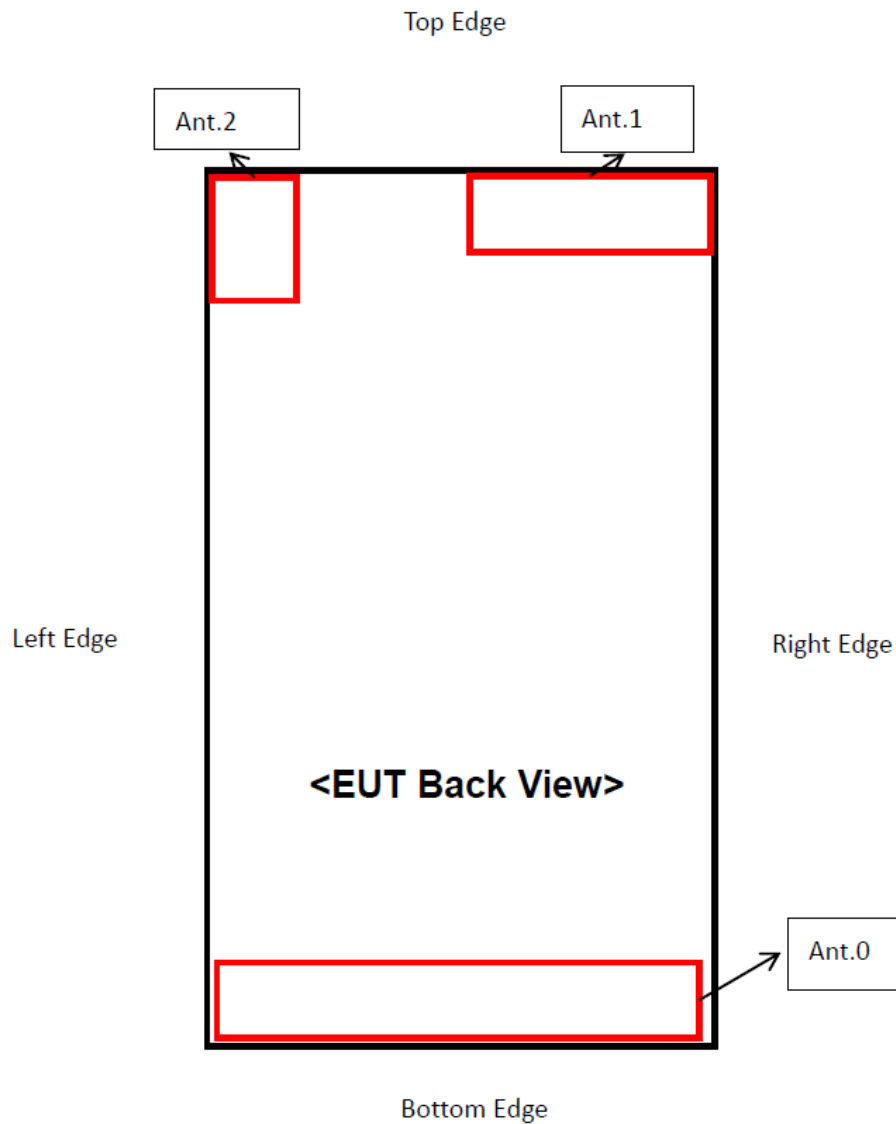 Top Edge
Ant.2
Ant.1
Left Edge
Right Edge
<EUT Back View>
Ant.0
Bottom Edge